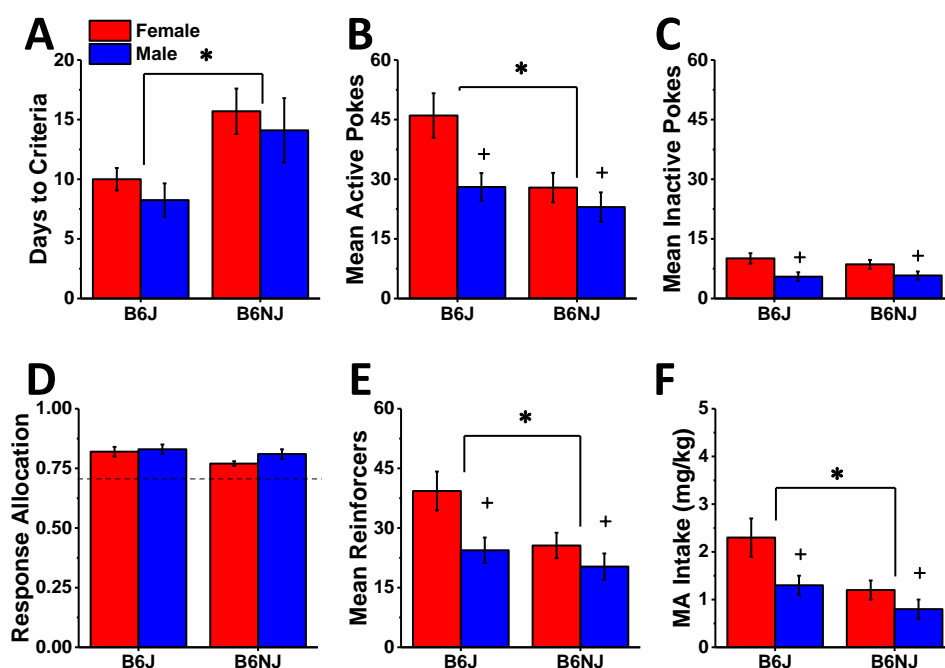 A
Female
Male
*
Days to Criteria
20
15
10
5
0
B6J
B6NJ
B
*
Mean Active Pokes
60
45
30
15
0
+
+
B6J
B6NJ
C
Mean Inactive Pokes
60
45
30
15
0
+
+
B6J
B6NJ
D
Response Allocation
1.00
0.75
0.50
0.25
0.00
B6J
B6NJ
E
*
Mean Reinforcers
60
45
30
15
0
+
+
B6J
B6NJ
F
*
MA Intake (mg/kg)
5
4
3
2
1
0
+
+
B6J
B6NJ